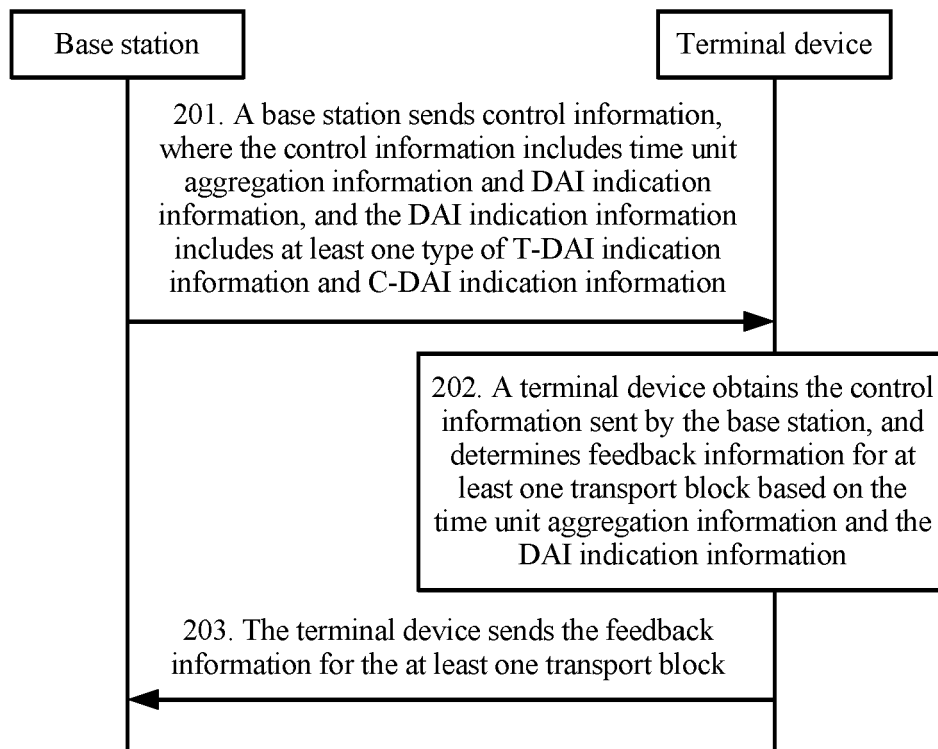 Base station
Terminal device
201. A base station sends control information,
where the control information includes time unit
aggregation information and DAI indication
information, and the DAI indication information
includes at least one type of T-DAI indication
information and C-DAI indication information
202. A terminal device obtains the control
information sent by the base station, and
determines feedback information for at
least one transport block based on the
time unit aggregation information and the
DAI indication information
203. The terminal device sends the feedback
information for the at least one transport block